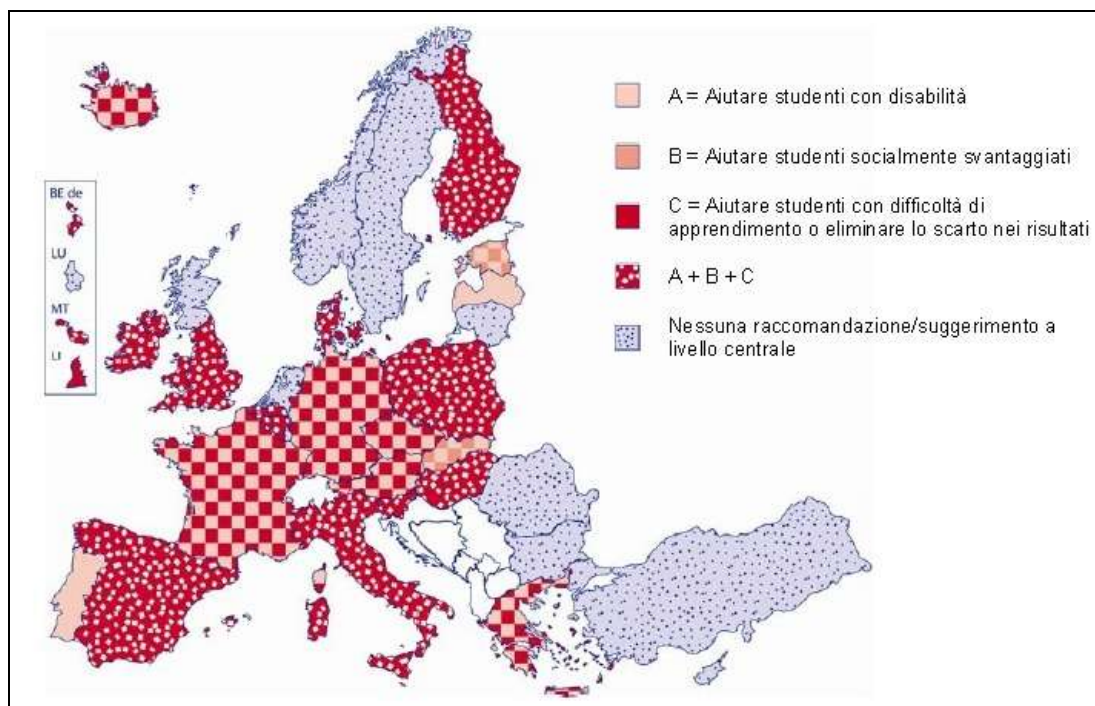 A = Aiutare studenti con disabilità
B = Aiutare studenti socialmente svantaggiati
C = Aiutare studenti con difficoltà di
apprendimento o eliminare lo scarto nei risultati
A + B + C
Nessuna raccomandazione/suggerimento a
livello centrale
BE de
LU
MT
LI